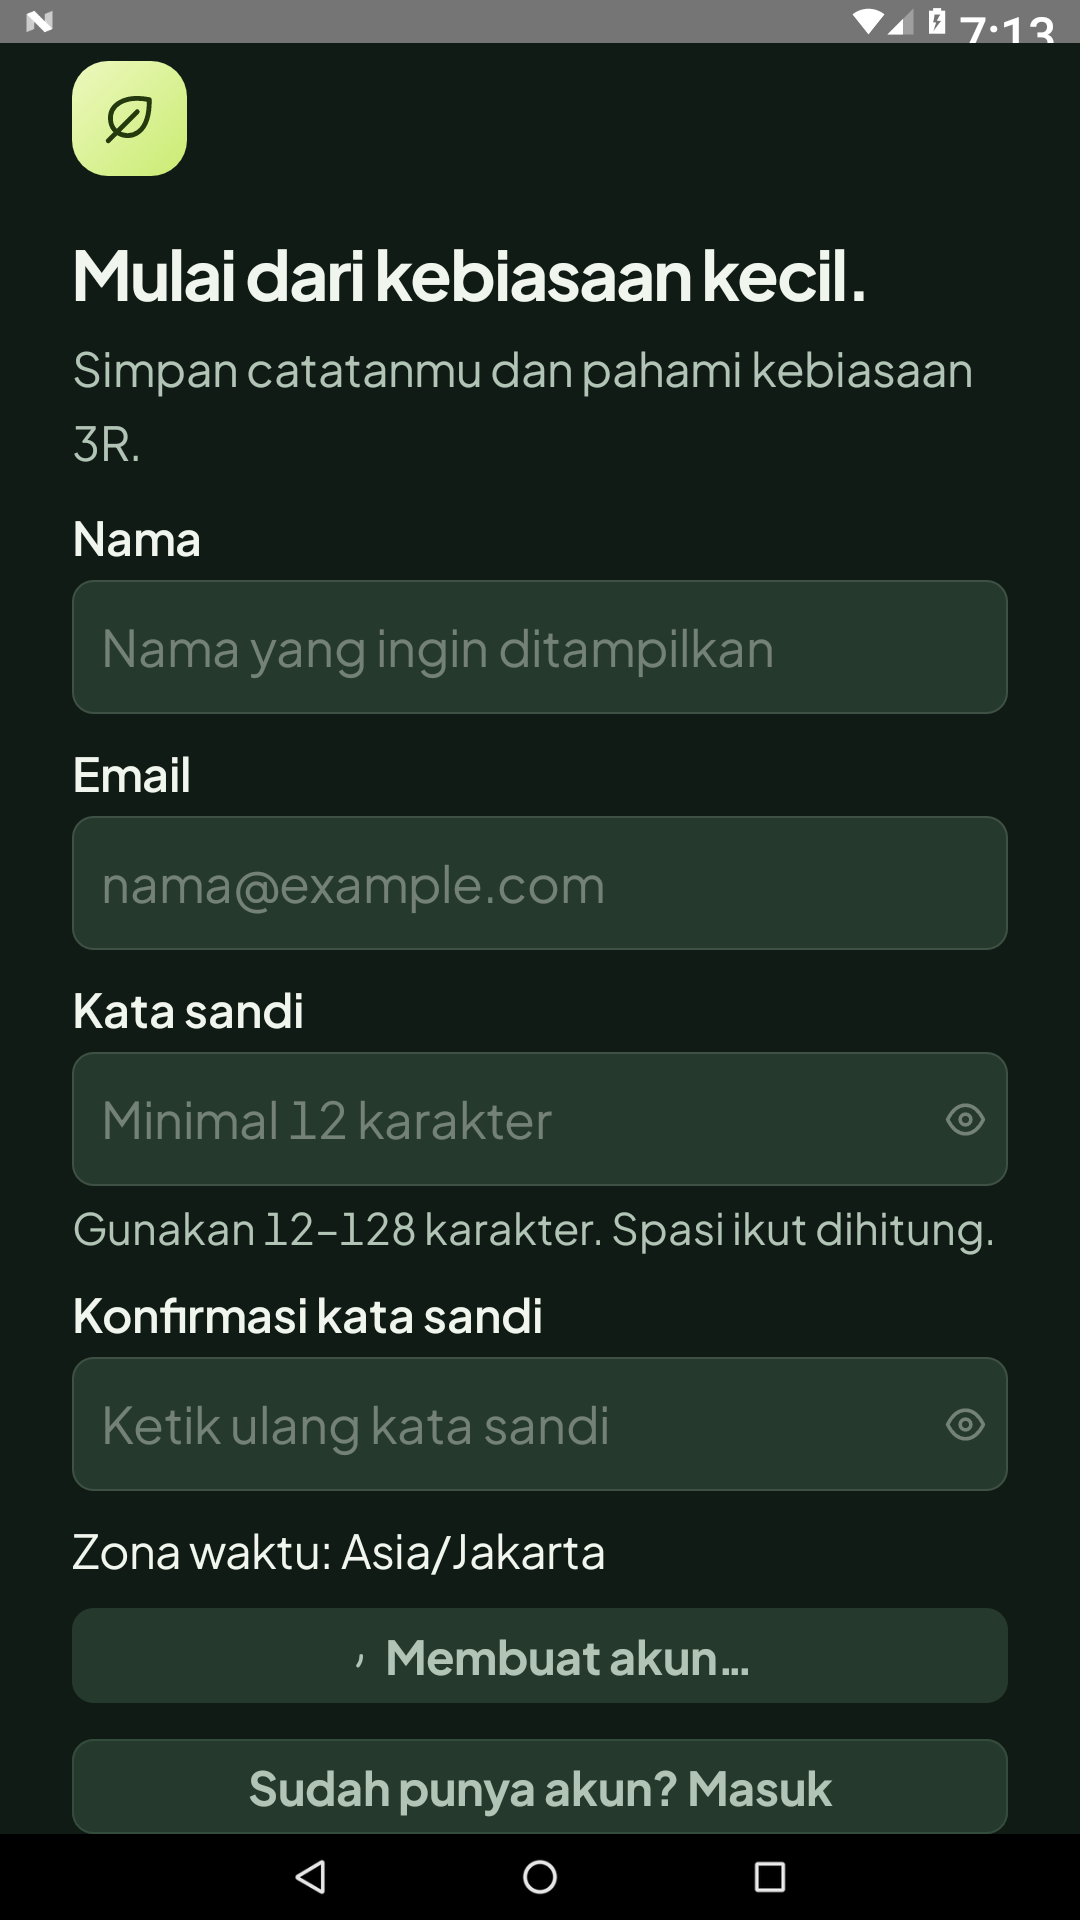 7:13
Mulai dari kebiasaan kecil.
Simpan catatanmu dan pahami kebiasaan
3R.
Nama
Nama yang ingin ditampilkan
Email
nama@example.com
Kata sandi
Minimal 12 karakter
Gunakan 12–128 karakter. Spasi ikut dihitung.
Konfirmasi kata sandi
Ketik ulang kata sandi
Zona waktu: Asia/Jakarta
Membuat akun…
Sudah punya akun? Masuk